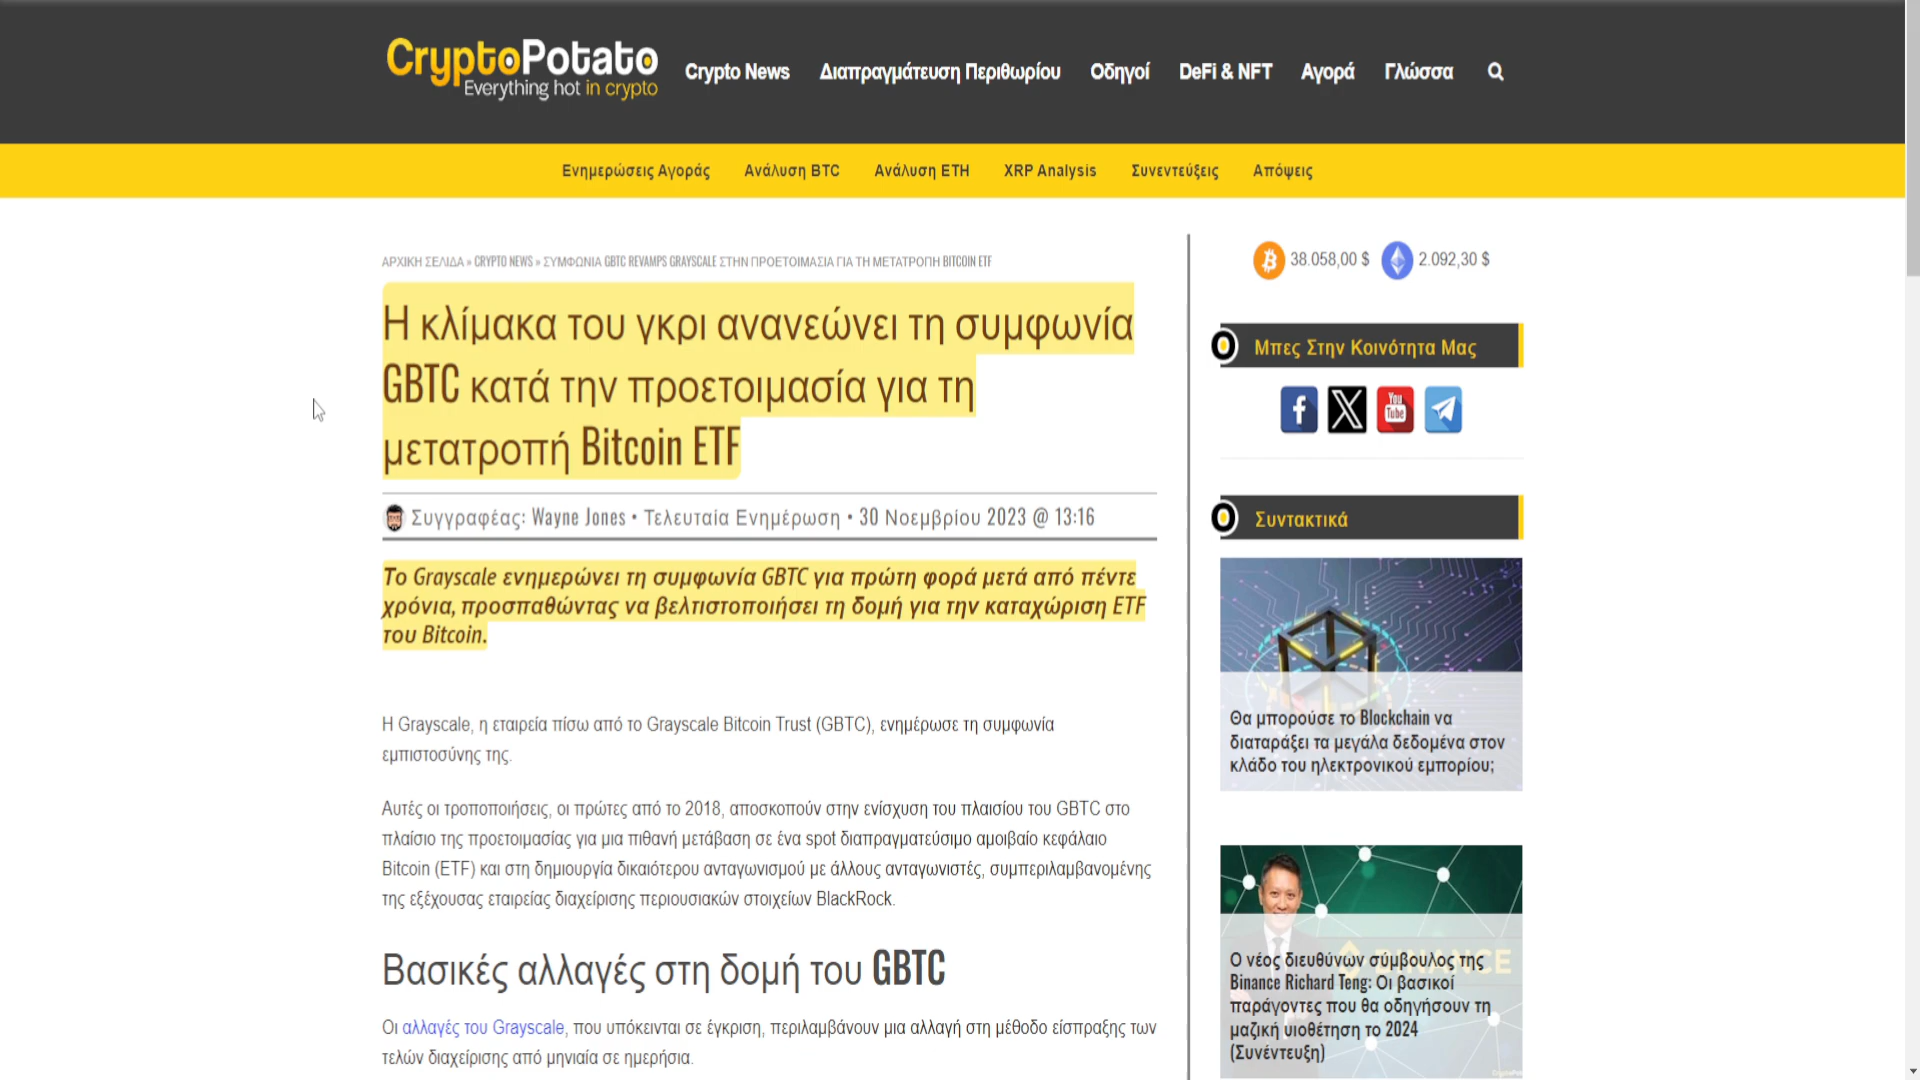 CryptoPotato
Everything hot in crypto
Crypto News Διαπραγμάτευση Περιθωρίου Οδηγοί DeFi & NFT Αγορά Γλώσσα
Ενημερώσεις Αγοράς Ανάλυση BTC Ανάλυση ETH XRP Analysis Συνεντεύξεις Απόψεις
ΑΡΧΙΚΗ ΣΕΛΙΔΑ » CRYPTO NEWS » ΣΥΜΦΩΝΙΑ GBTC REVAMPS GRAYSCALE ΣΤΗΝ ΠΡΟΕΤΟΙΜΑΣΙΑ ΓΙΑ ΤΗ ΜΕΤΑΤΡΟΠΗ BITCOIN ETF
Η κλίμακα του γκρι ανανεώνει τη συμφωνία
GBTC κατά την προετοιμασία για τη
μετατροπή Bitcoin ETF
Συγγραφέας: Wayne Jones • Τελευταία Ενημέρωση • 30 Νοεμβρίου 2023 @ 13:16
Το Grayscale ενημερώνει τη συμφωνία GBTC για πρώτη φορά μετά από πέντε
χρόνια, προσπαθώντας να βελτιστοποιήσει τη δομή για την καταχώριση ETF
του Bitcoin.
Η Grayscale, η εταιρεία πίσω από το Grayscale Bitcoin Trust (GBTC), ενημέρωσε τη συμφωνία
εμπιστοσύνης της.
Αυτές οι τροποποιήσεις, οι πρώτες από το 2018, αποσκοπούν στην ενίσχυση του πλαισίου του GBTC στο
πλαίσιο της προετοιμασίας για μια πιθανή μετάβαση σε ένα spot διαπραγματεύσιμο αμοιβαίο κεφάλαιο
Bitcoin (ETF) και στη δημιουργία δικαιότερου ανταγωνισμού με άλλους ανταγωνιστές, συμπεριλαμβανομένης
της εξέχουσας εταιρείας διαχείρισης περιουσιακών στοιχείων BlackRock.
Βασικές αλλαγές στη δομή του GBTC
Οι αλλαγές του Grayscale, που υπόκεινται σε έγκριση, περιλαμβάνουν μια αλλαγή στη μέθοδο είσπραξης των
τελών διαχείρισης από μηνιαία σε ημερήσια.
38.058,00 $ 2.092,30 $
Μπες Στην Κοινότητα Μας
You
Tube
Συντακτικά
Θα μπορούσε το Blockchain να
διαταράξει τα μεγάλα δεδομένα στον
κλάδο του ηλεκτρονικού εμπορίου;
BINANCE
Ο νέος διευθύνων σύμβουλος της
Binance Richard Teng: Οι βασικοί
παράγοντες που θα οδηγήσουν τη
μαζική υιοθέτηση το 2024
(Συνέντευξη)